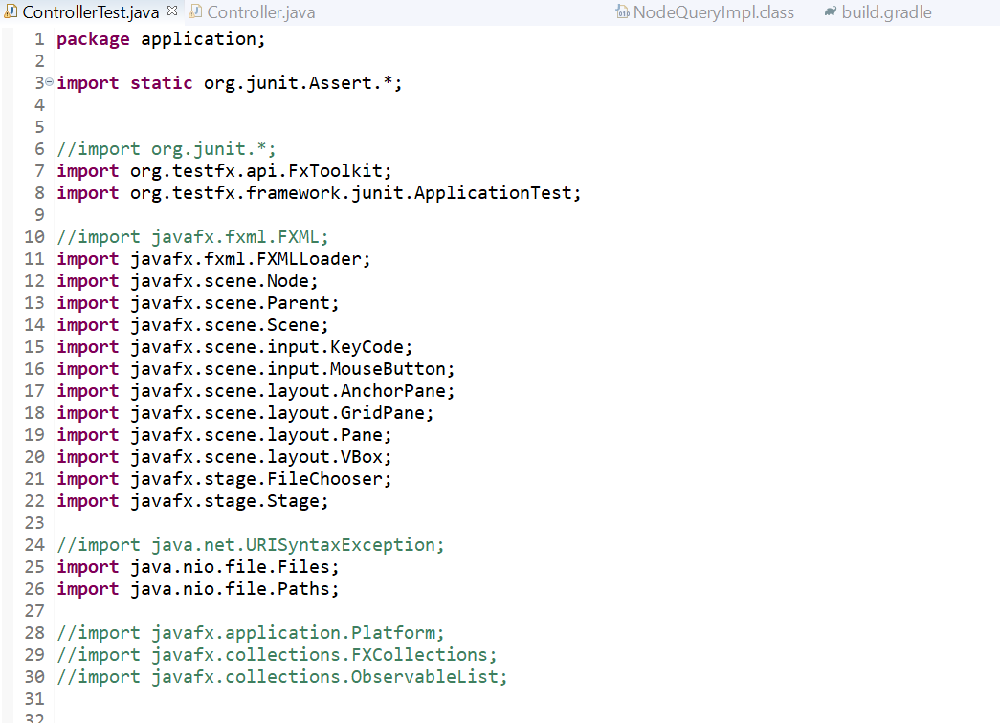 ControllerTest.java Controller.java NodeQueryImpl.class build.gradle
1 package application;
2
3 import static org.junit.Assert.*;
4
5
6 //import org.junit.*;
7 import org.testfx.api.FxToolkit;
8 import org.testfx.framework.junit.ApplicationTest;
9
10 //import javafx.fxml.FXML;
11 import javafx.fxml.FXMLLoader;
12 import javafx.scene.Node;
13 import javafx.scene.Parent;
14 import javafx.scene.Scene;
15 import javafx.scene.input.KeyCode;
16 import javafx.scene.input.MouseButton;
17 import javafx.scene.layout.AnchorPane;
18 import javafx.scene.layout.GridPane;
19 import javafx.scene.layout.Pane;
20 import javafx.scene.layout.VBox;
21 import javafx.stage.FileChooser;
22 import javafx.stage.Stage;
23
24 //import java.net.URISyntaxException;
25 import java.nio.file.Files;
26 import java.nio.file.Paths;
27
28 //import javafx.application.Platform;
29 //import javafx.collections.FXCollections;
30 //import javafx.collections.ObservableList;
31
32